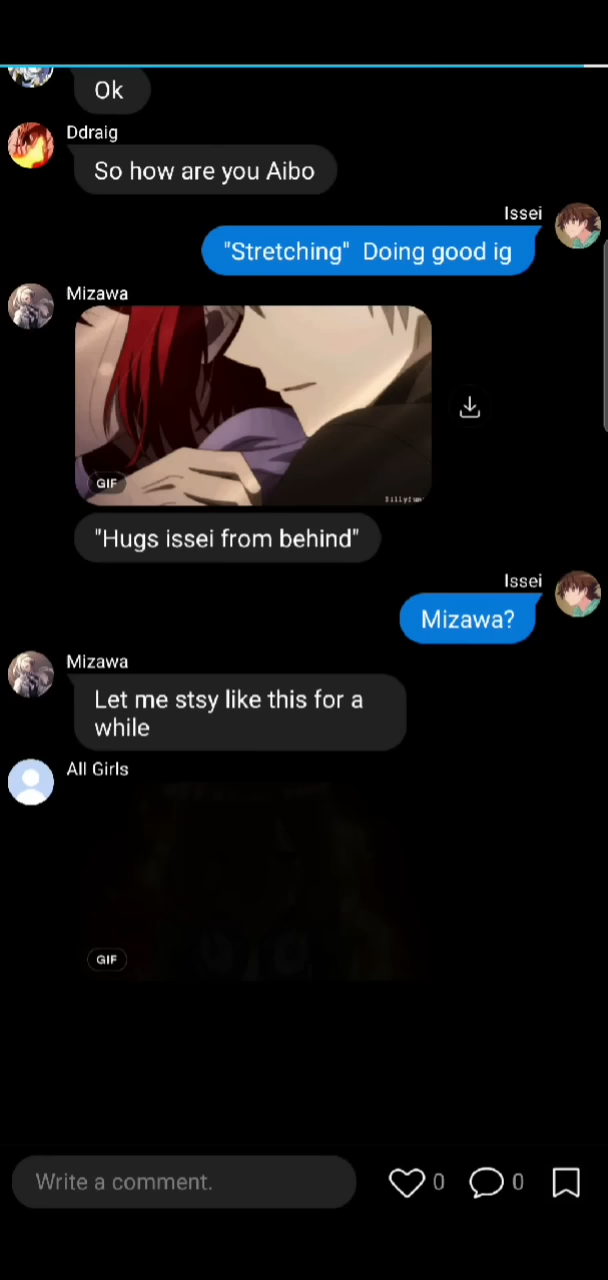 Ok
Ddraig
So how are you Aibo
Issei
"Stretching"  Doing good ig
Mizawa
GIF
"Hugs issei from behind"
Issei
Mizawa?
Mizawa
Let me stsy like this for a
while
All Girls
GIF
Write a comment.
0
0